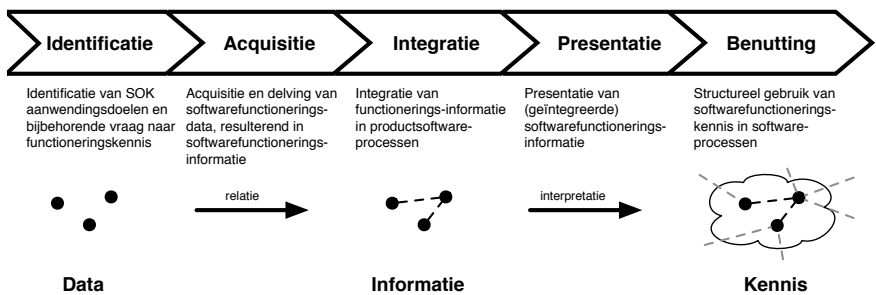 Identificatie
Acquisitie
Integratie
Presentatie
Benutting
Identificatie van SOK
aanwendingsdoelen en
bijbehorende vraag naar
functioneringskennis
Acquisitie en delving van
softwarefunctionerings-
data, resulterend in
softwarefunctionerings-
informatie
Integratie van
functionerings-informatie
in productsoftware-
processen
Presentatie van
(geïntegreerde)
softwarefunctionerings-
informatie
Structureel gebruik van
softwarefunctionerings-
kennis in software-
processen
relatie
interpretatie
Data
Informatie
Kennis